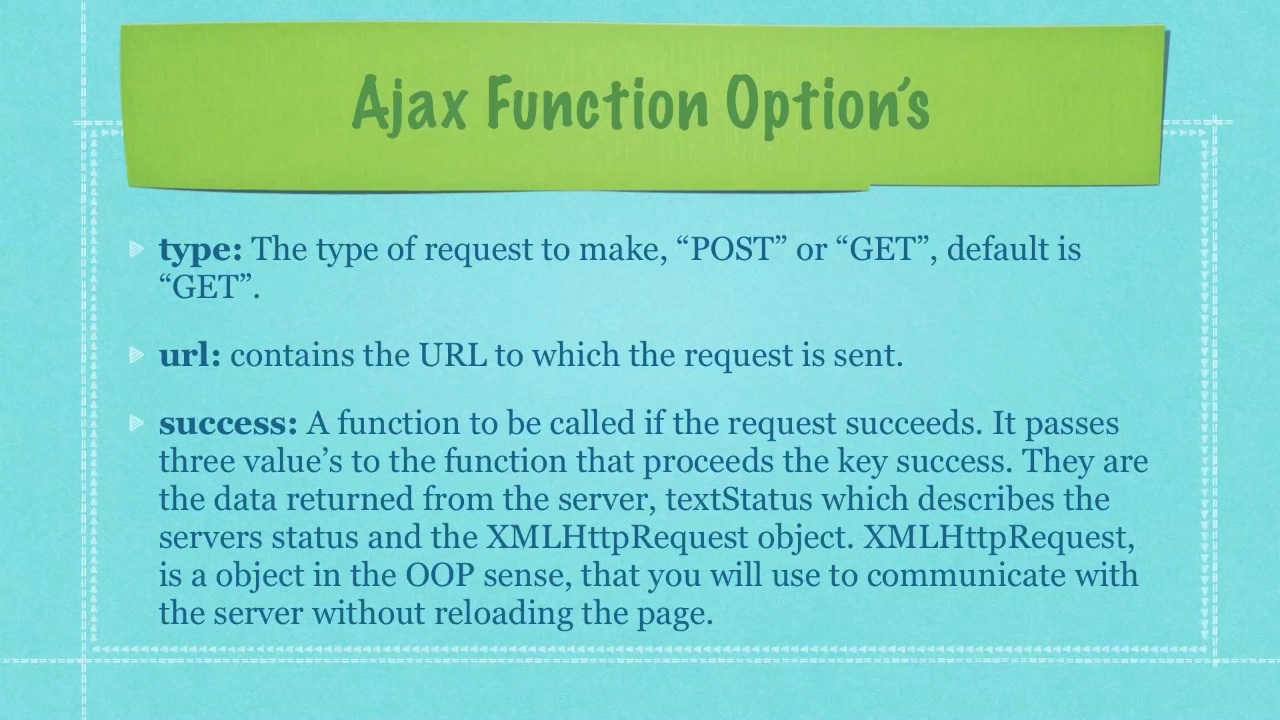 Ajax Function Option's
type: The type of request to make, “POST” or “GET”, default is
“GET”.
url: contains the URL to which the request is sent.
success: A function to be called if the request succeeds. It passes
three value’s to the function that proceeds the key success. They are
the data returned from the server, textStatus which describes the
servers status and the XMLHttpRequest object. XMLHttpRequest,
is a object in the OOP sense, that you will use to communicate with
the server without reloading the page.